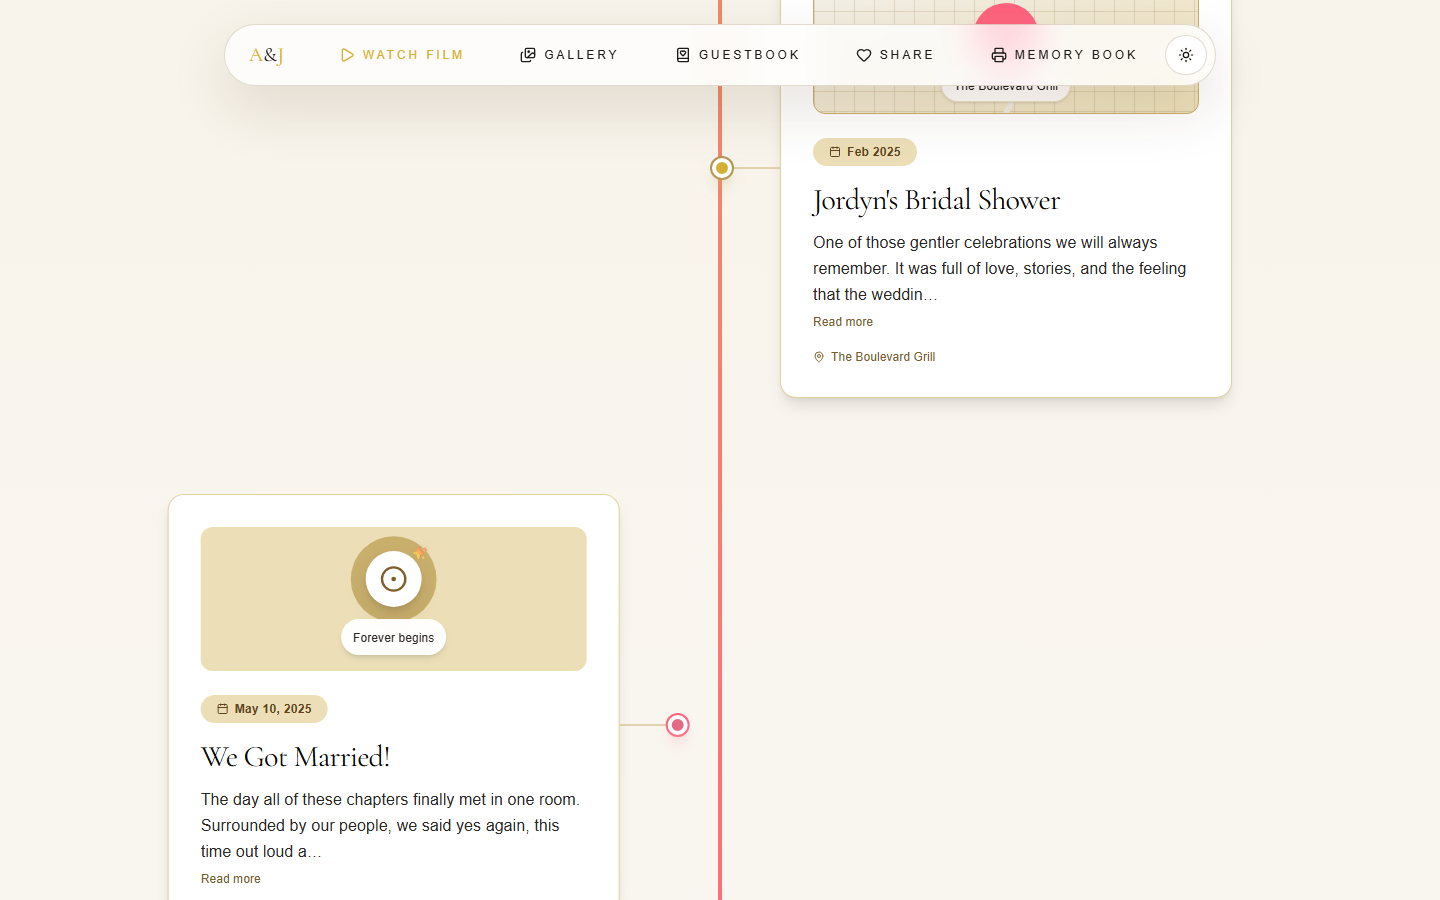 A&J
WATCH FILM
GALLERY
GUESTBOOK
SHARE
MEMORY BOOK
The Boulevard Grill
Feb 2025
Jordyn's Bridal Shower
One of those gentler celebrations we will always
remember. It was full of love, stories, and the feeling
that the weddin…
Read more
The Boulevard Grill
Forever begins
May 10, 2025
We Got Married!
The day all of these chapters finally met in one room.
Surrounded by our people, we said yes again, this
time out loud a…
Read more